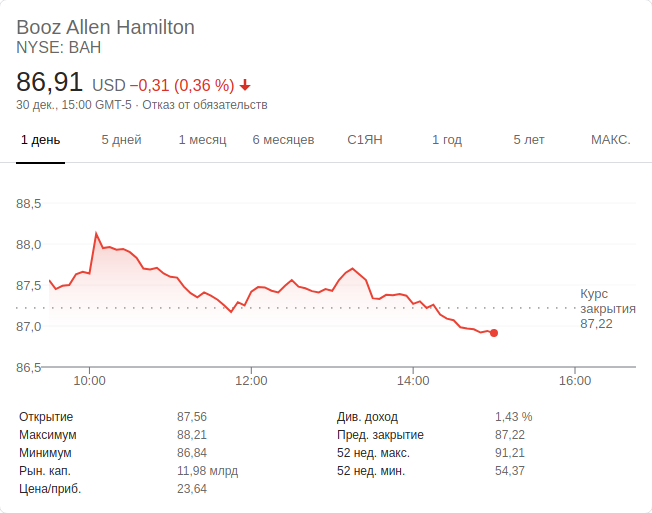 Booz Allen Hamilton
NYSE: BAH
86,91 USD −0,31 (0,36 %)
30 дек., 15:00 GMT-5 · Отказ от обязательств
1 день 5 дней 1 месяц 6 месяцев С1ЯН 1 год 5 лет МАКС.
88,5
88,0
87,5
87,0
86,5
Курс
закрытия
87,22
10:00 12:00 14:00 16:00
Открытие 87,56
Максимум 88,21
Минимум 86,84
Рын. кап. 11,98 млрд
Цена/приб. 23,64
Див. доход 1,43 %
Пред. закрытие 87,22
52 нед. макс. 91,21
52 нед. мин. 54,37